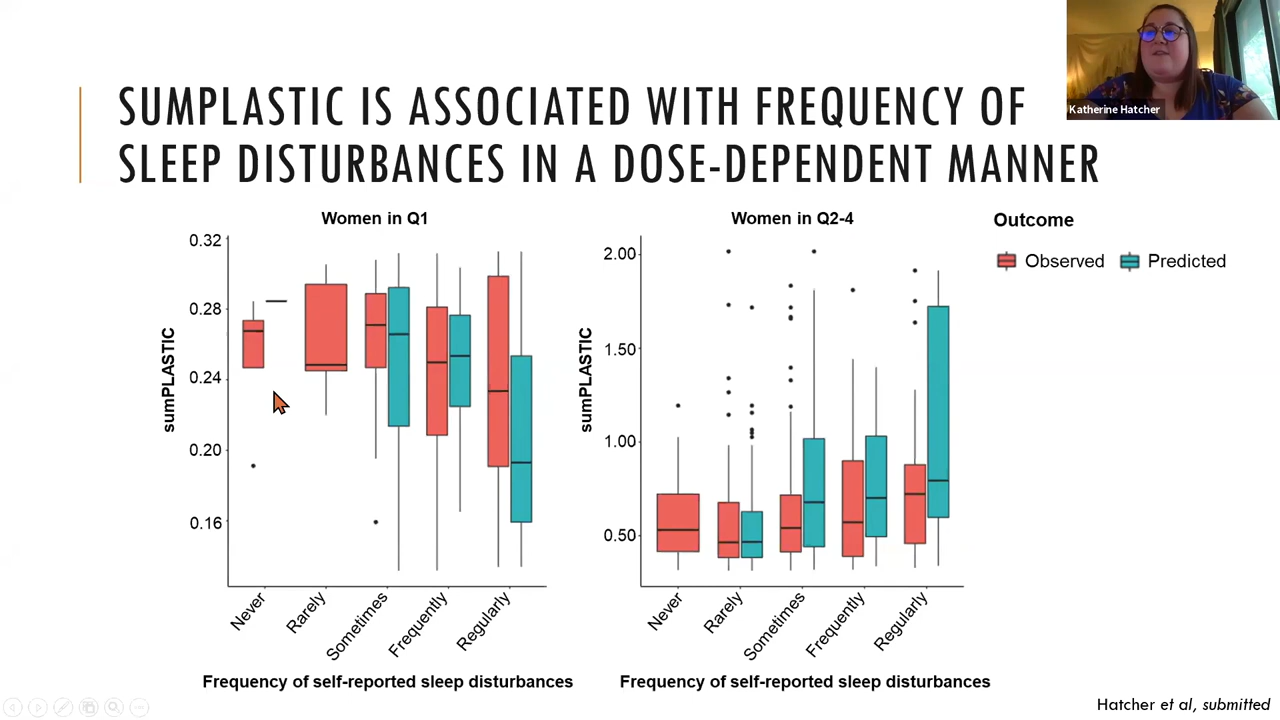 Katherine Hatcher
SUMPLASTIC IS ASSOCIATED WITH FREQUENCY OF
SLEEP DISTURBANCES IN A DOSE-DEPENDENT MANNER
Women in Q1
0.32
0.28
0.24
0.20
0.16
sumPLASTIC
Never
Rarely
Sometimes
Frequently
Regularly
Frequency of self-reported sleep disturbances
Women in Q2-4
2.00
1.50
1.00
0.50
sumPLASTIC
Never
Rarely
Sometimes
Frequently
Regularly
Frequency of self-reported sleep disturbances
Outcome
Observed
Predicted
Hatcher et al, submitted